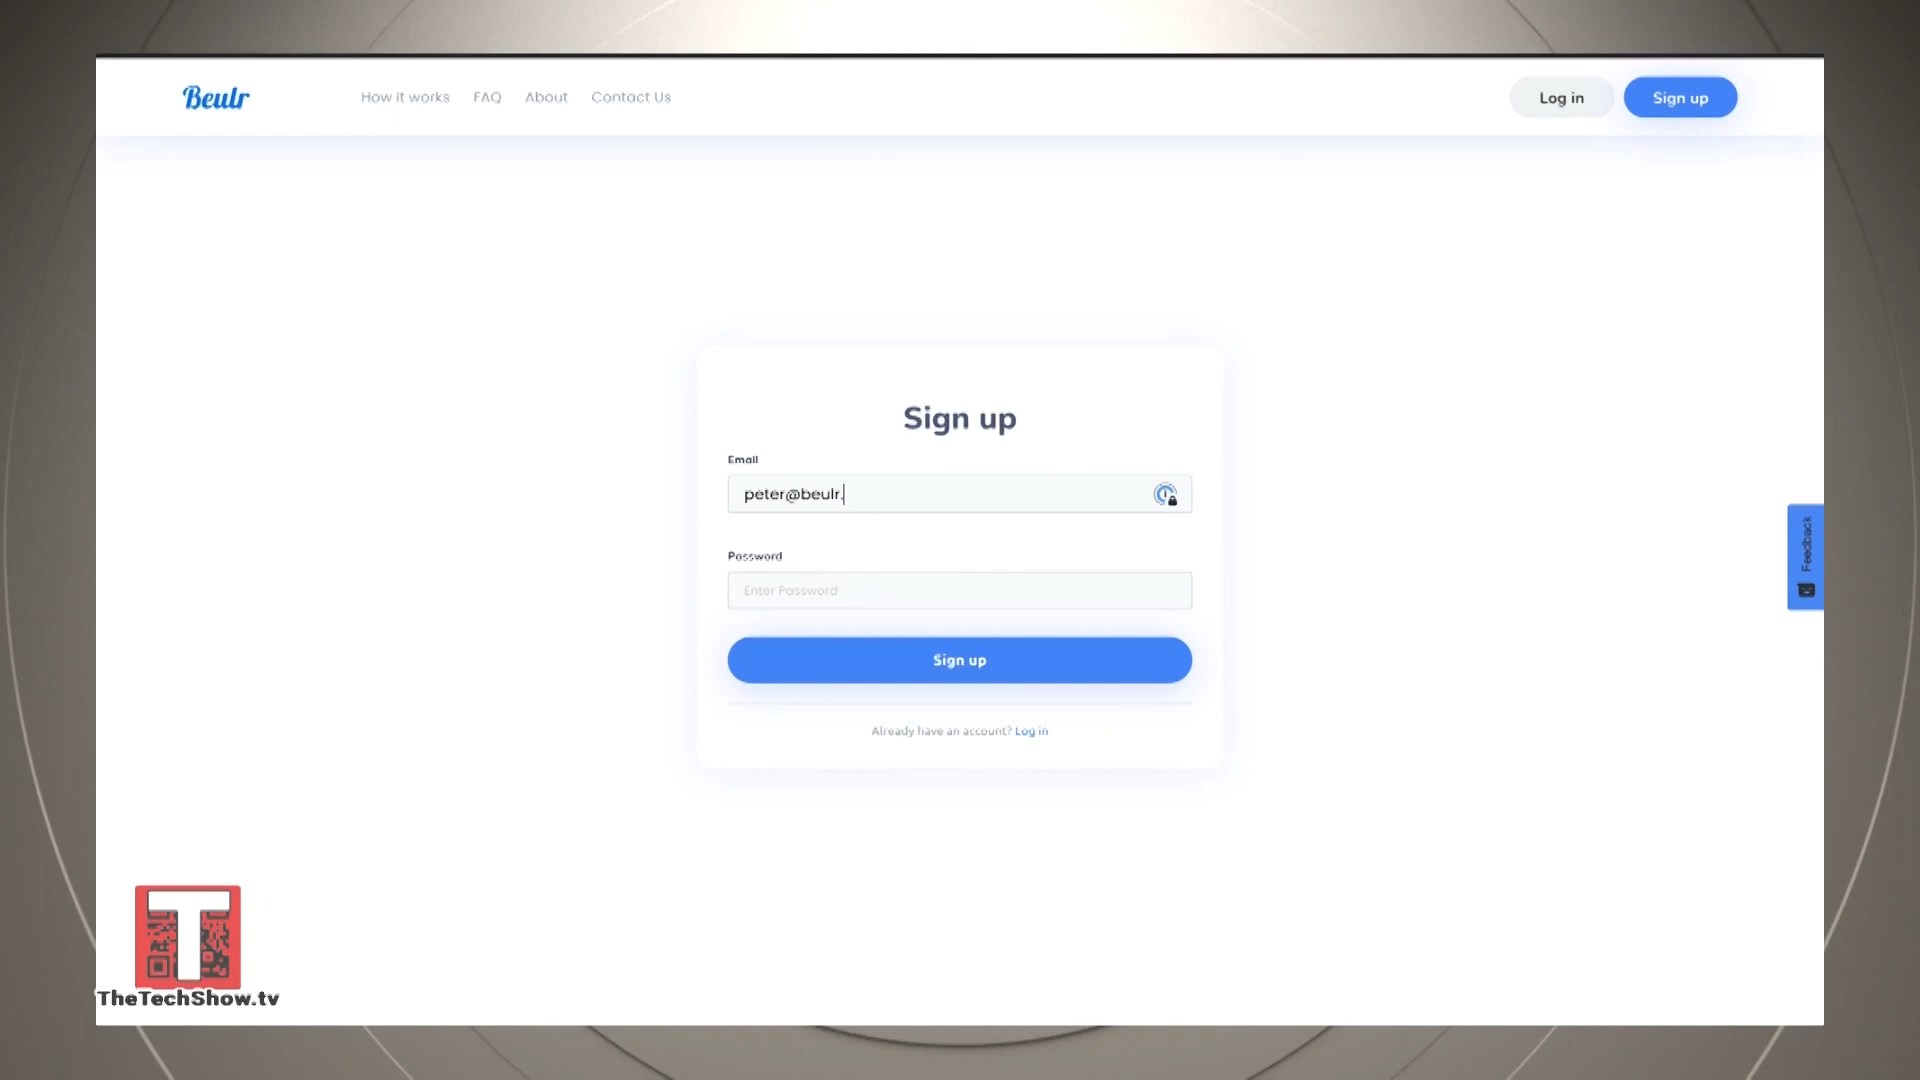 Beulr
How it works FAQ About Contact Us
Log in
Sign up
Sign up
Email
peter@beulr.
Password
Enter Password
Sign up
Already have an account? Log in
Feedback
T
TheTechShow.tv